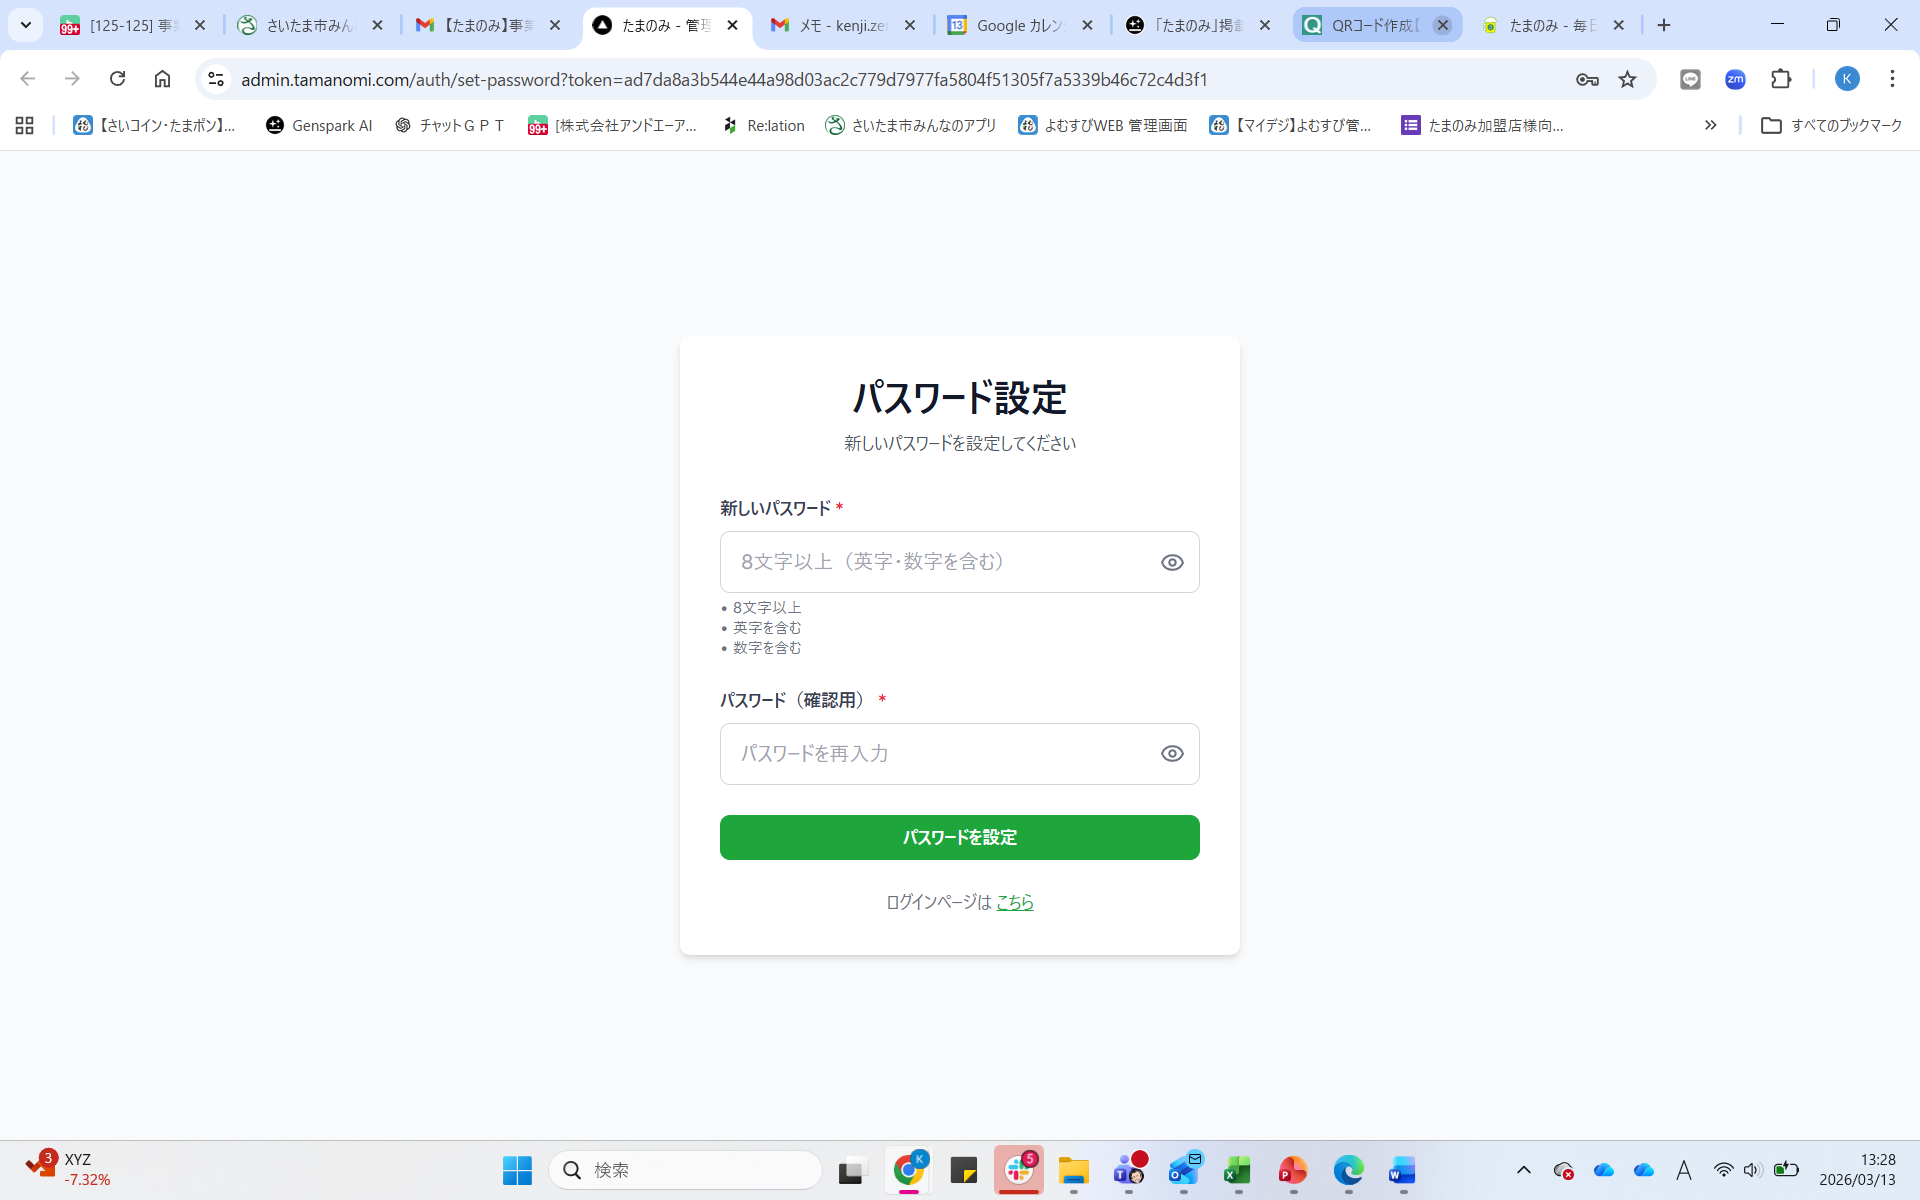 [125-125] 事業
さいたま市みん
【たまのみ】事業
たまのみ - 管理
メモ - kenji.ze
Google カレン
「たまのみ」掲載
QRコード作成【
たまのみ - 毎日
admin.tamanomi.com/auth/set-password?token=ad7da8a3b544e44a98d03ac2c779d7977fa5804f51305f7a5339b46c72c4d3f1
K
【さいコイン・たまポン】...
Genspark AI
チャットＧＰＴ
[株式会社アンドエーア...
Re:lation
さいたま市みんなのアプリ
よむすびWEB 管理画面
【マイデジ】よむすび管...
たまのみ加盟店様向...
すべてのブックマーク
パスワード設定
新しいパスワードを設定してください
新しいパスワード *
8文字以上（英字・数字を含む）
• 8文字以上
• 英字を含む
• 数字を含む
パスワード（確認用） *
パスワードを再入力
パスワードを設定
ログインページは こちら
3
XYZ
-7.32%
検索
K
5
A
13:28
2026/03/13